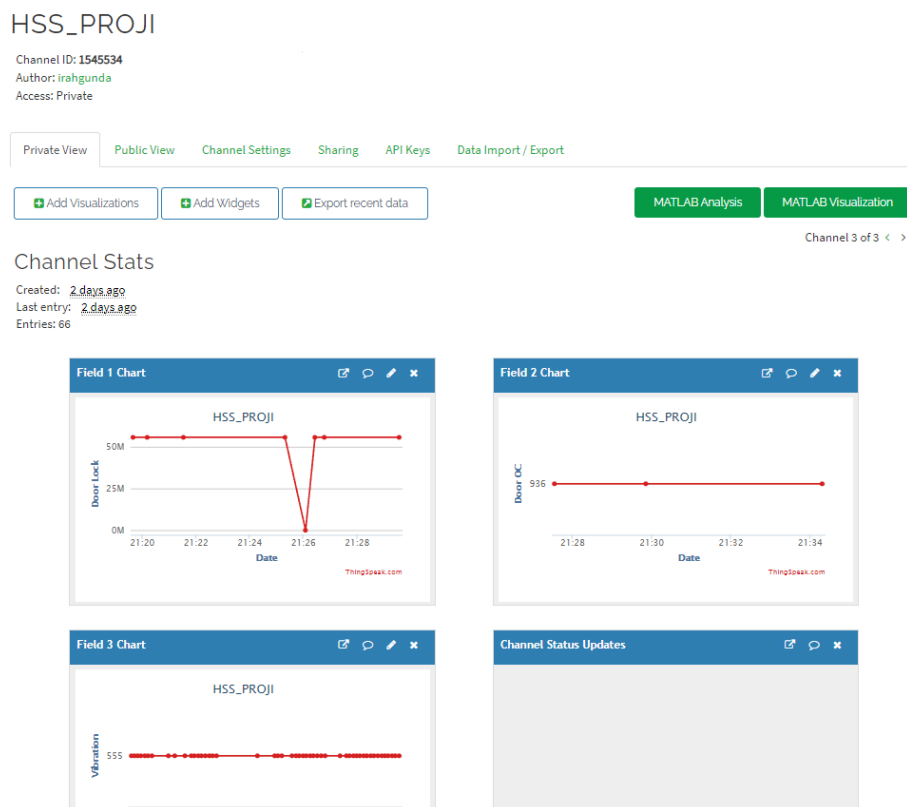 HSS_PROJI
Channel ID: 1545534
Author: irahgunda
Access: Private
Private View Public View Channel Settings Sharing API Keys Data Import / Export
Add Visualizations Add Widgets Export recent data MATLAB Analysis MATLAB Visualization
Channel 3 of 3
Channel Stats
Created: 2 days ago
Last entry: 2 days ago
Entries: 66
Field 1 Chart
HSS_PROJI
Door Lock
50M
25M
0M
21:20 21:22 21:24 21:26 21:28
Date
ThingSpeak.com
Field 2 Chart
HSS_PROJI
Door OC
936
21:28 21:30 21:32 21:34
Date
ThingSpeak.com
Field 3 Chart
HSS_PROJI
Vibration
555
Channel Status Updates